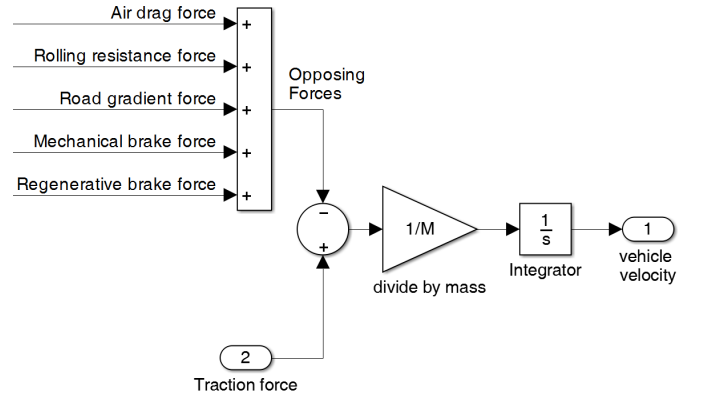 Air drag force
+
Rolling resistance force
+
Road gradient force
+
Mechanical brake force
+
Regenerative brake force
+
Opposing
Forces
−
+
1/M
divide by mass
1
s
Integrator
1
vehicle
velocity
2
Traction force